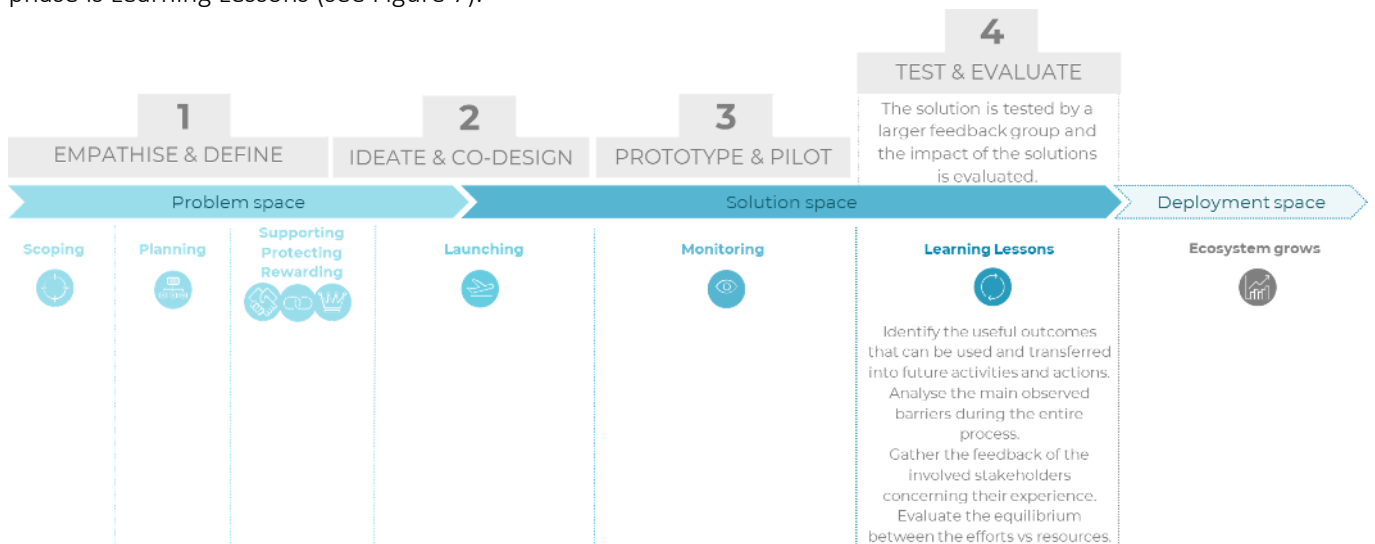 phase is Learning Lessons (see Figure 7).
4
TEST & EVALUATE
The solution is tested by a
larger feedback group and
the impact of the solutions
is evaluated.
1
EMPATHISE & DEFINE
2
IDEATE & CO-DESIGN
3
PROTOTYPE & PILOT
Problem space
Solution space
Deployment space
Scoping
Planning
Supporting
Protecting
Rewarding
Launching
Monitoring
Learning Lessons
Ecosystem grows
Identify the useful outcomes
that can be used and transferred
into future activities and actions.
Analyse the main observed
barriers during the entire
process.
Gather the feedback of the
involved stakeholders
concerning their experience.
Evaluate the equilibrium
between the efforts vs resources.